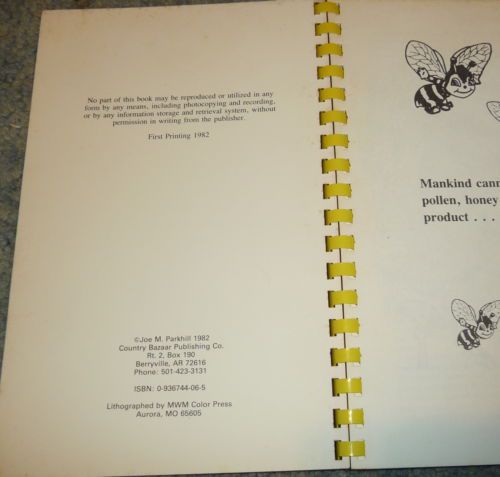 No part of this book may be reproduced or utilized in any
form by any means, including photocopying and recording,
or by any information storage and retrieval system, without
permission in writing from the publisher.
First Printing 1982
©Joe M. Parkhill 1982
Country Bazaar Publishing Co.
Rt. 2, Box 190
Berryville, AR 72616
Phone: 501-423-3131
ISBN: 0-936744-06-5
Lithographed by MWM Color Press
Aurora, MO 65605
Mankind cann
pollen, honey
product . . .